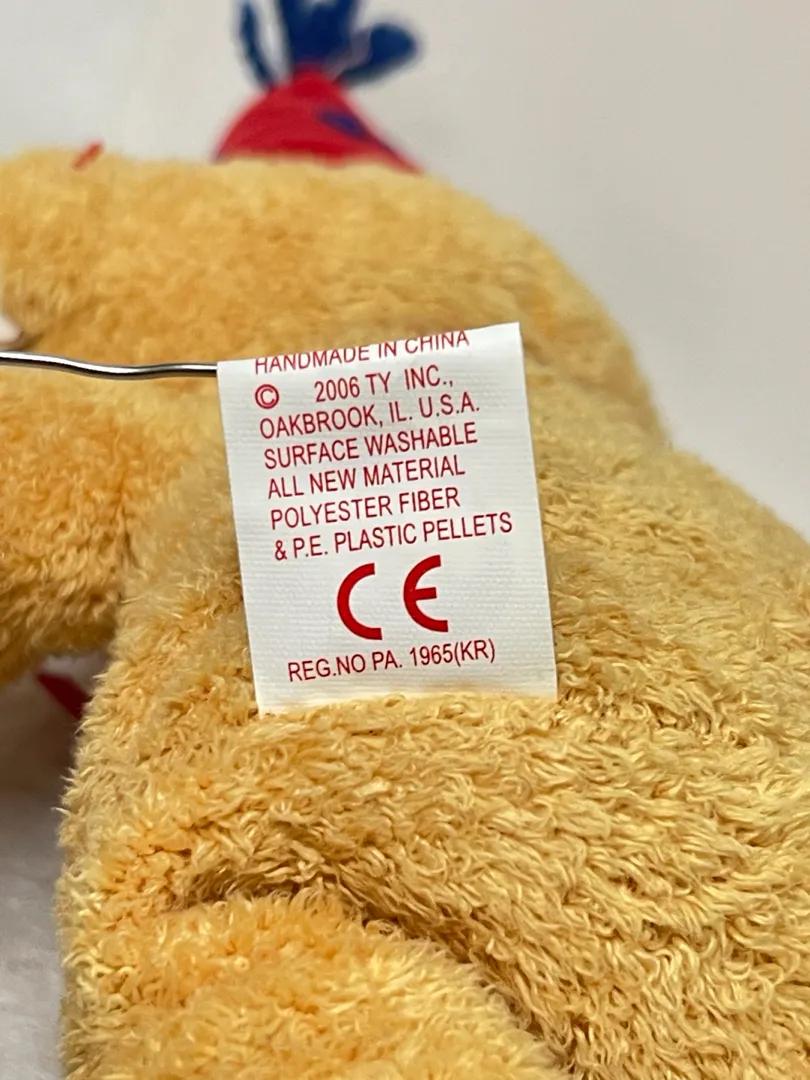 HANDMADE IN CHINA
© 2006 TY INC.,
OAKBROOK, IL. U.S.A.
SURFACE WASHABLE
ALL NEW MATERIAL
POLYESTER FIBER
& P.E. PLASTIC PELLETS
CE
REG.NO PA. 1965(KR)